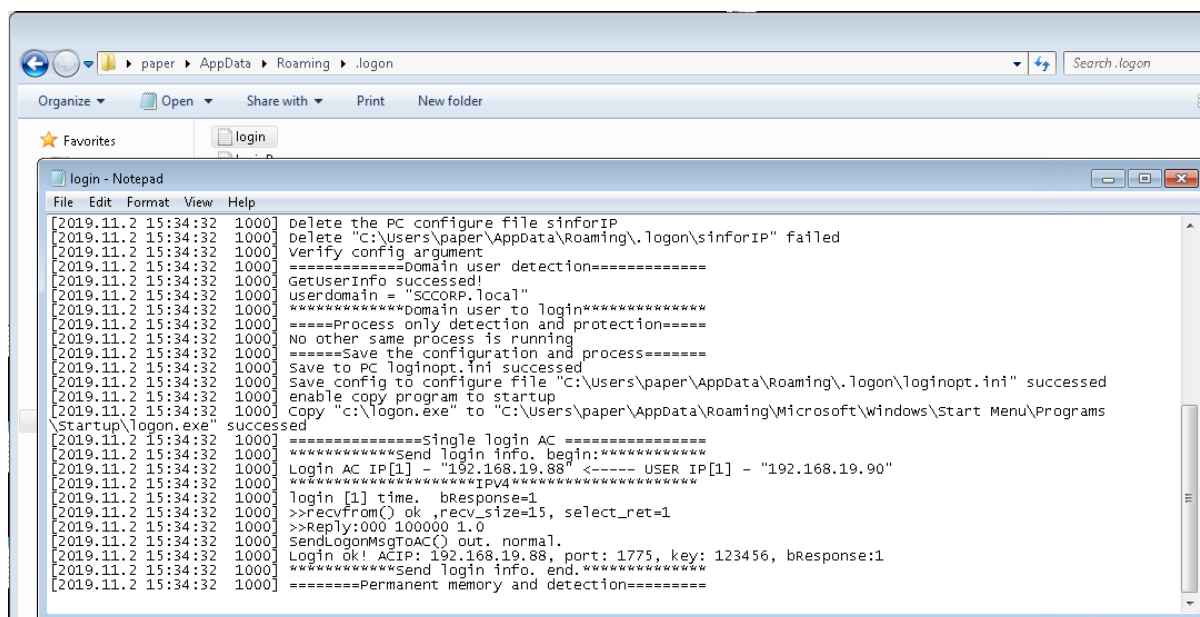 paper ▸ AppData ▸ Roaming ▸ .logon
Search .logon
Organize Open Share with Print New folder
Favorites
login
login - Notepad
File Edit Format View Help
[2019.11.2 15:34:32 1000] Delete the PC configure file sinforIP
[2019.11.2 15:34:32 1000] Delete "C:\Users\paper\AppData\Roaming\.logon\sinforIP" failed
[2019.11.2 15:34:32 1000] Verify config argument
[2019.11.2 15:34:32 1000] =============Domain user detection=============
[2019.11.2 15:34:32 1000] GetUserInfo successed!
[2019.11.2 15:34:32 1000] userdomain = "SCCORP.local"
[2019.11.2 15:34:32 1000] *************Domain user to login**************
[2019.11.2 15:34:32 1000] =====Process only detection and protection=====
[2019.11.2 15:34:32 1000] No other same process is running
[2019.11.2 15:34:32 1000] ======Save the configuration and process=======
[2019.11.2 15:34:32 1000] Save to PC loginopt.ini successed
[2019.11.2 15:34:32 1000] Save config to configure file "C:\Users\paper\AppData\Roaming\.logon\loginopt.ini" successed
[2019.11.2 15:34:32 1000] enable copy program to startup
[2019.11.2 15:34:32 1000] Copy "c:\logon.exe" to "C:\Users\paper\AppData\Roaming\Microsoft\Windows\Start Menu\Programs
\Startup\logon.exe" successed
[2019.11.2 15:34:32 1000] ===============Single login AC ================
[2019.11.2 15:34:32 1000] ************Send login info. begin:************
[2019.11.2 15:34:32 1000] Login AC IP[1] - "192.168.19.88" <----- USER IP[1] - "192.168.19.90"
[2019.11.2 15:34:32 1000] *********************IPV4*********************
[2019.11.2 15:34:32 1000] login [1] time. bResponse=1
[2019.11.2 15:34:32 1000] >>recvfrom() ok ,recv_size=15, select_ret=1
[2019.11.2 15:34:32 1000] >>Reply:000 100000 1.0
[2019.11.2 15:34:32 1000] SendLogonMsgToAC() out. normal.
[2019.11.2 15:34:32 1000] Login ok! ACIP: 192.168.19.88, port: 1775, key: 123456, bResponse:1
[2019.11.2 15:34:32 1000] ************Send login info. end.**************
[2019.11.2 15:34:32 1000] ========Permanent memory and detection=========